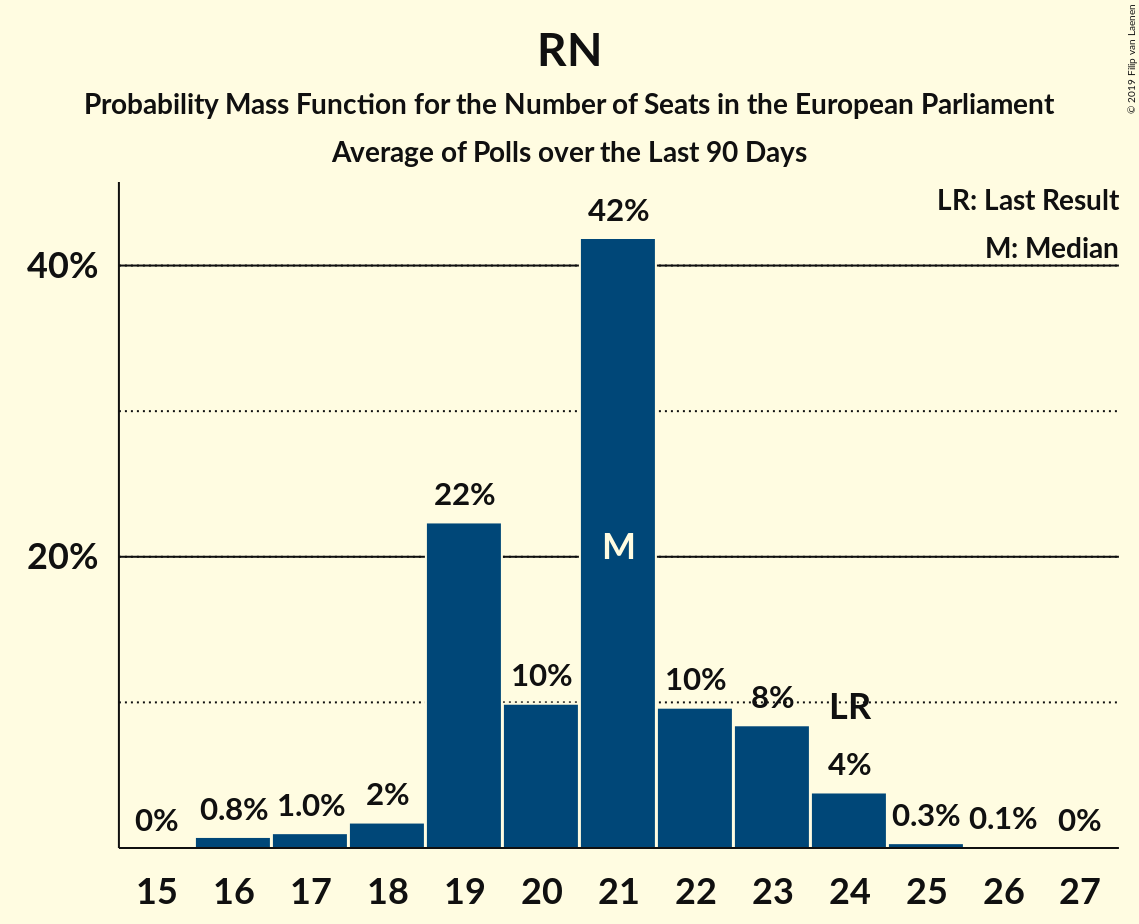 RN
Probability Mass Function for the Number of Seats in the European Parliament
Average of Polls over the Last 90 Days
© 2019 Filip van Laenen
LR: Last Result
M: Median
40%
20%
0% 0.8% 1.0% 2% 22% 10% 42% 10% 8% 4% 0.3% 0.1% 0%
M
LR
15 16 17 18 19 20 21 22 23 24 25 26 27